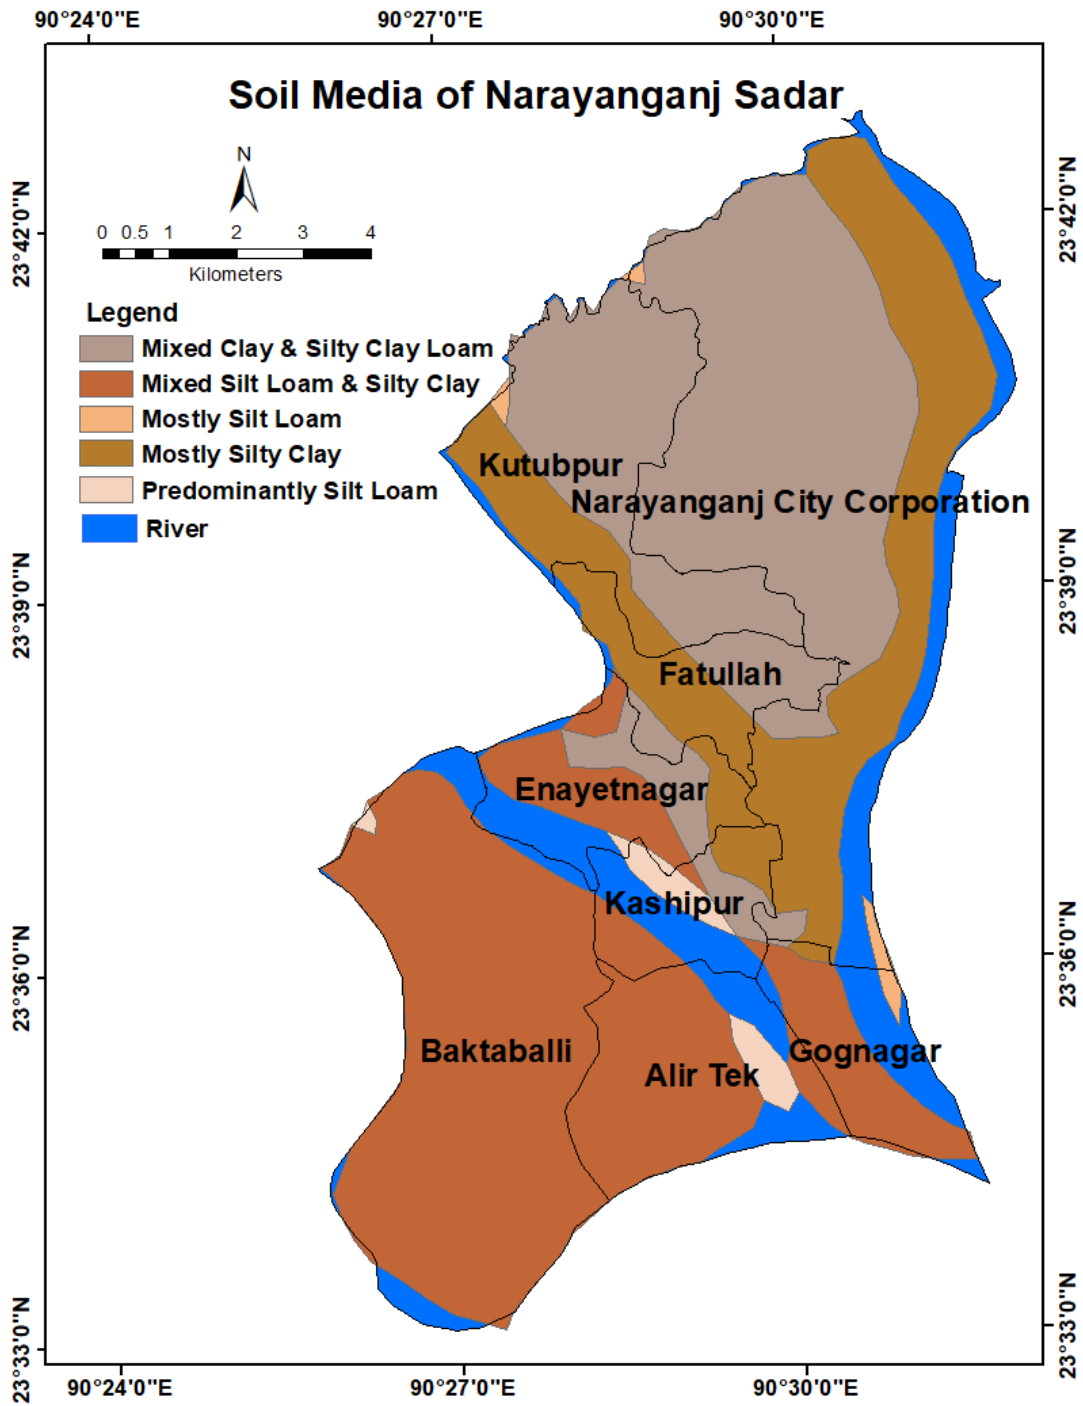 90°24'0"E 90°27'0"E 90°30'0"E
Soil Media of Narayanganj Sadar
N
23°42'0"N
23°42'0"N
0 0.5 1 2 3 4
Kilometers
Legend
Mixed Clay & Silty Clay Loam
Mixed Silt Loam & Silty Clay
Mostly Silt Loam
Mostly Silty Clay
Predominantly Silt Loam
River
Kutubpur
Narayanganj City Corporation
23°39'0"N
23°39'0"N
Fatullah
Enayetnagar
Kashipur
23°36'0"N
23°36'0"N
Baktaballi
Gognagar
Alir Tek
23°33'0"N
23°33'0"N
90°24'0"E 90°27'0"E 90°30'0"E